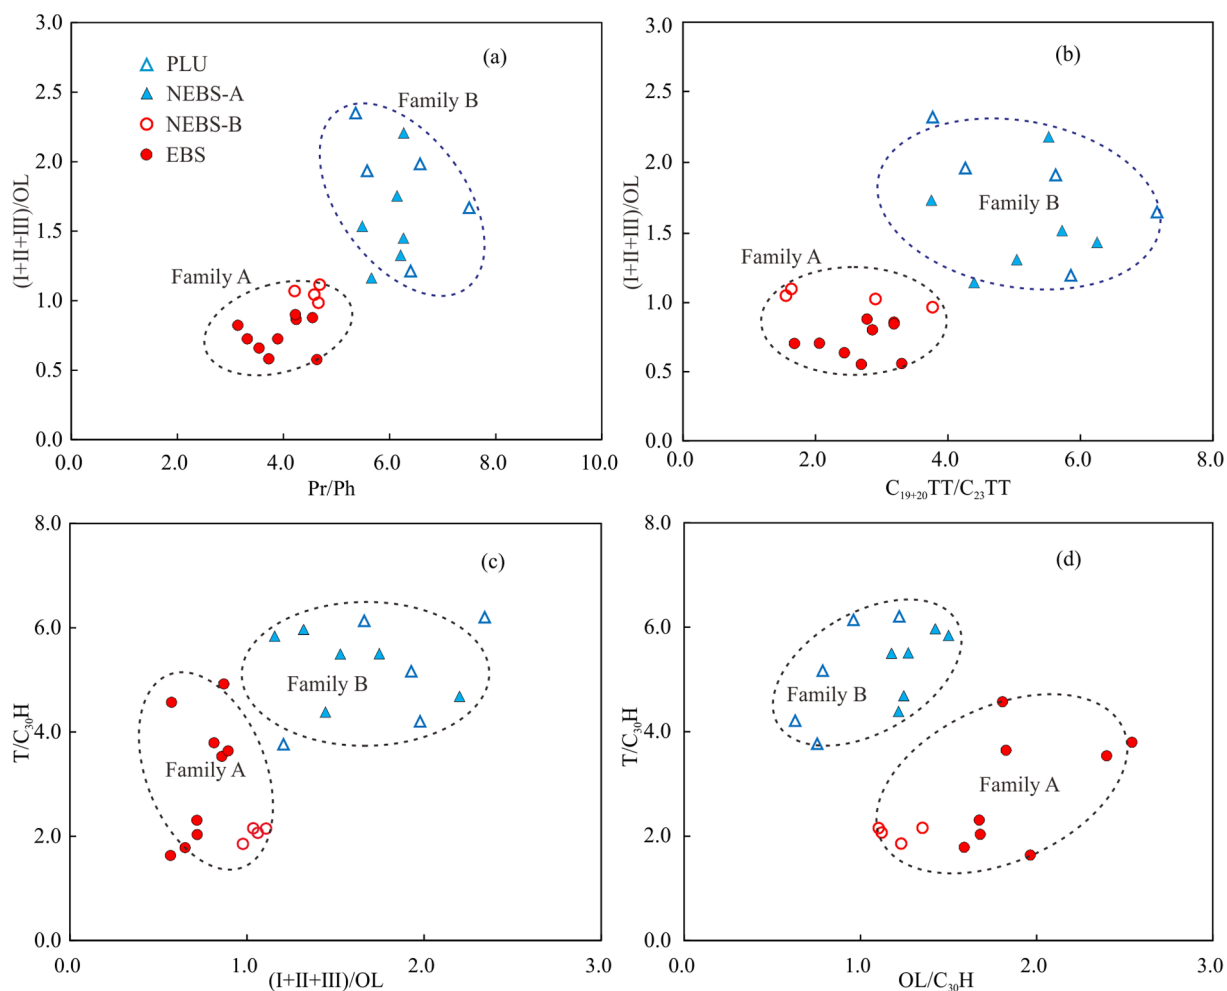 (a)
PLU
NEBS-A
NEBS-B
EBS
Family B
Family A
(I+II+III)/OL
3.0
2.5
2.0
1.5
1.0
0.5
0.0
0.0 2.0 4.0 6.0 8.0 10.0
Pr/Ph
(b)
Family B
Family A
(I+II+III)/OL
3.0
2.5
2.0
1.5
1.0
0.5
0.0
0.0 2.0 4.0 6.0 8.0
C₁₉₊₂₀TT/C₂₃TT
(c)
Family B
Family A
T/C₃₀H
8.0
6.0
4.0
2.0
0.0
0.0 1.0 2.0 3.0
(I+II+III)/OL
(d)
Family B
Family A
T/C₃₀H
8.0
6.0
4.0
2.0
0.0
0.0 1.0 2.0 3.0
OL/C₃₀H